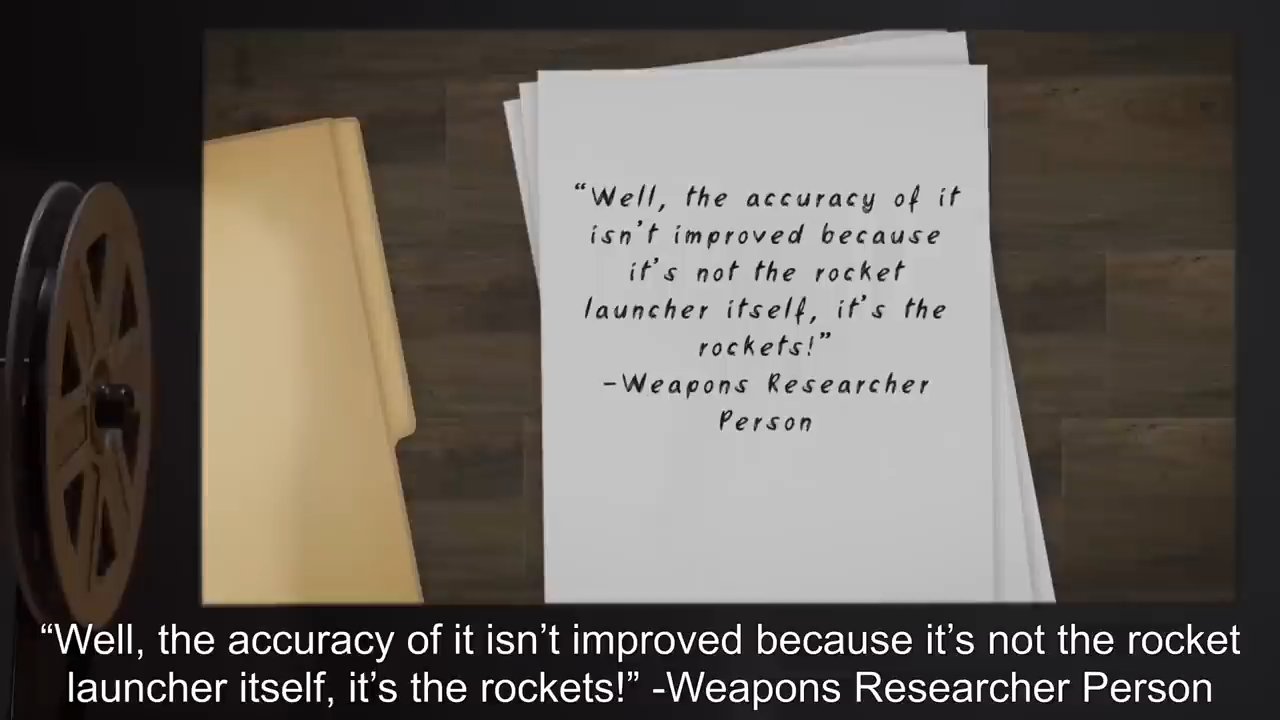 “Well, the accuracy of it
isn’t improved because
it’s not the rocket
launcher itself, it’s the
rockets!”
-Weapons Researcher
Person
“Well, the accuracy of it isn’t improved because it’s not the rocket
launcher itself, it’s the rockets!” -Weapons Researcher Person